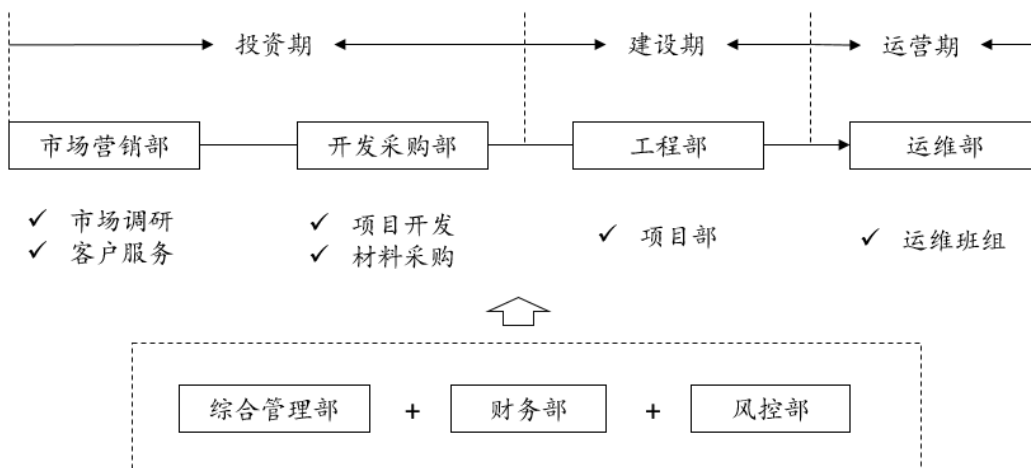 投资期 建设期 运营期
市场营销部 开发采购部 工程部 运维部
✓ 市场调研
✓ 客户服务
✓ 项目开发
✓ 材料采购
✓ 项目部
✓ 运维班组
综合管理部 + 财务部 + 风控部